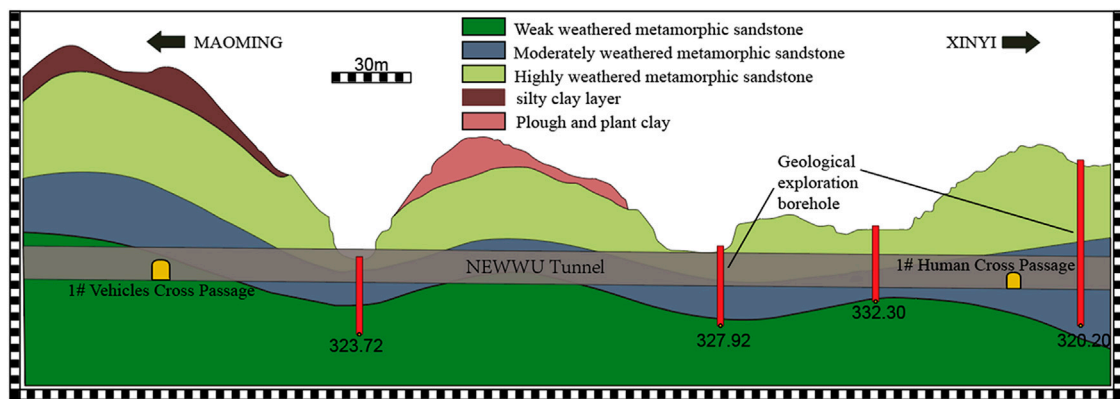 MAOMING
30m
Weak weathered metamorphic sandstone
Moderately weathered metamorphic sandstone
Highly weathered metamorphic sandstone
silty clay layer
Plough and plant clay
XINYI
Geological
exploration
borehole
NEWWU Tunnel
1# Vehicles Cross Passage
1# Human Cross Passage
323.72
327.92
332.30
320.20